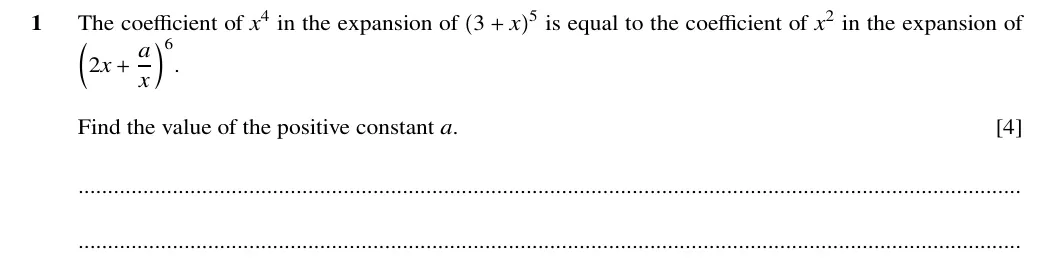 1 The coefficient of x⁴ in the expansion of (3 + x)⁵ is equal to the coefficient of x² in the expansion of
(2x + a/x)⁶.
Find the value of the positive constant a. [4]
................................................................................
................................................................................